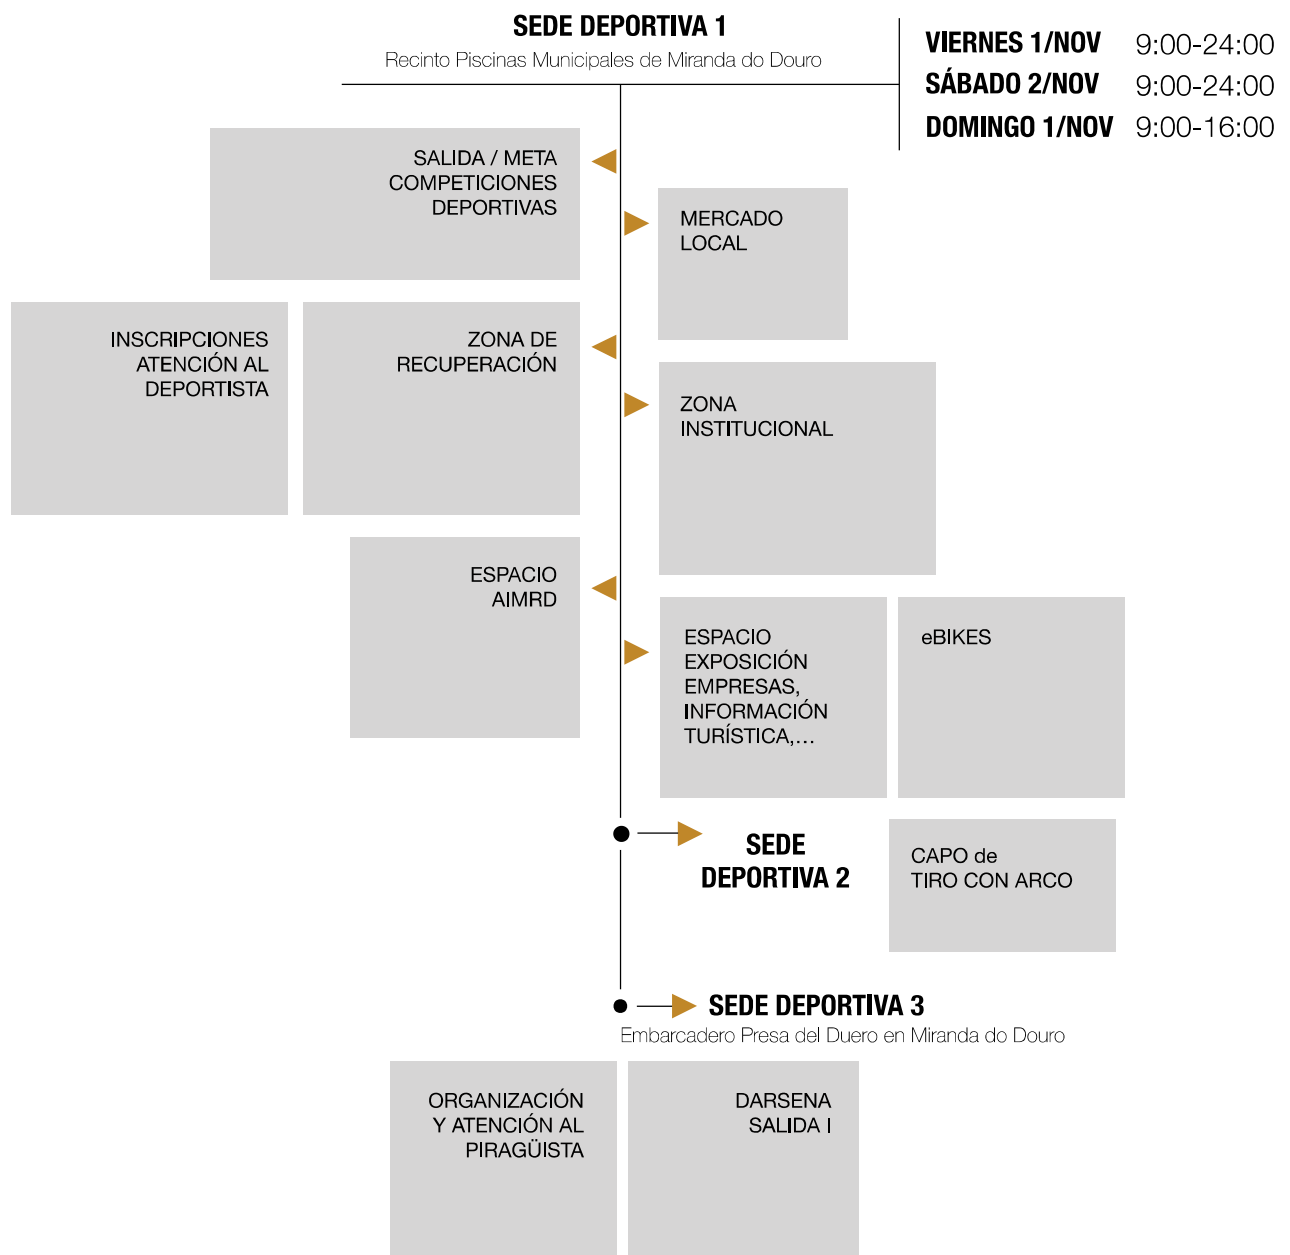 SEDE DEPORTIVA 1
Recinto Piscinas Municipales de Miranda do Douro
VIERNES 1/NOV 9:00-24:00
SÁBADO 2/NOV 9:00-24:00
DOMINGO 1/NOV 9:00-16:00
SALIDA / META
COMPETICIONES
DEPORTIVAS
MERCADO
LOCAL
INSCRIPCIONES
ATENCIÓN AL
DEPORTISTA
ZONA DE
RECUPERACIÓN
ZONA
INSTITUCIONAL
ESPACIO
AIMRD
ESPACIO
EXPOSICIÓN
EMPRESAS,
INFORMACIÓN
TURÍSTICA,...
eBIKES
SEDE
DEPORTIVA 2
CAPO de
TIRO CON ARCO
SEDE DEPORTIVA 3
Embarcadero Presa del Duero en Miranda do Douro
ORGANIZACIÓN
Y ATENCIÓN AL
PIRAGÜISTA
DARSENA
SALIDA I